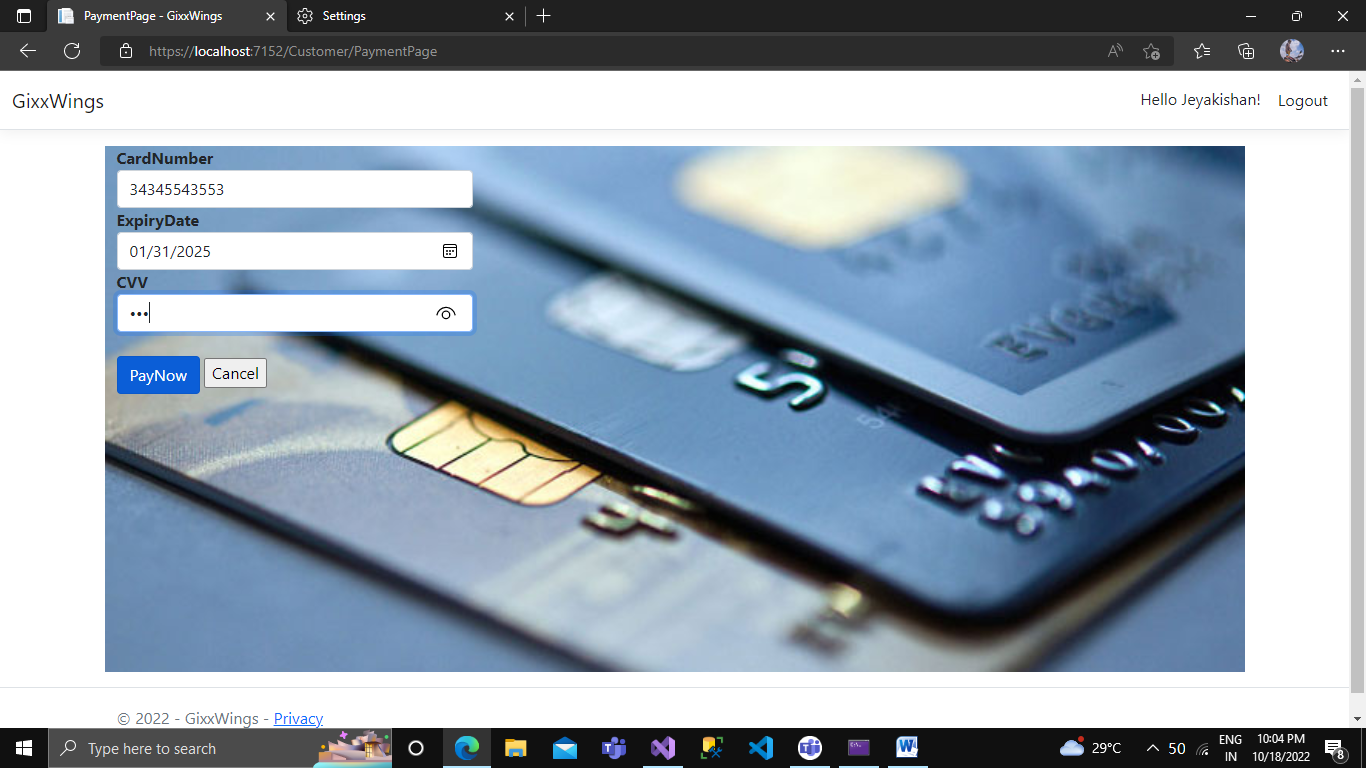 PaymentPage - GixxWings
Settings
https://localhost:7152/Customer/PaymentPage
GixxWings
Hello Jeyakishan!
Logout
CardNumber
34345543553
ExpiryDate
01/31/2025
CVV
•••
PayNow
Cancel
© 2022 - GixxWings - Privacy
Type here to search
29°C
50
ENG
IN
10:04 PM
10/18/2022
8